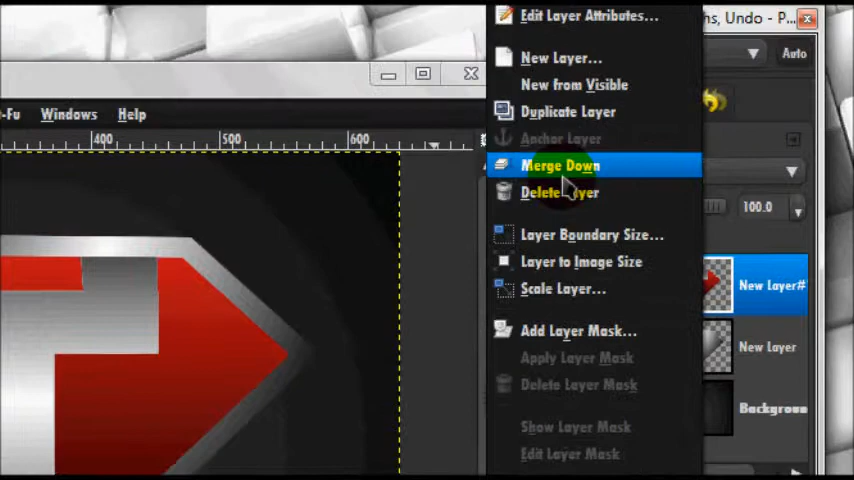 Edit Layer Attributes...
hs, Undo - P...
Auto
New Layer...
New from Visible
-Fu Windows Help
Duplicate Layer
400 500 600
Anchor Layer
Merge Down
Delete Layer
100.0
Layer Boundary Size...
Layer to Image Size
Scale Layer...
New Layer#
Add Layer Mask...
New Layer
Apply Layer Mask
Delete Layer Mask
Backgroun
Show Layer Mask
Edit Layer Mask